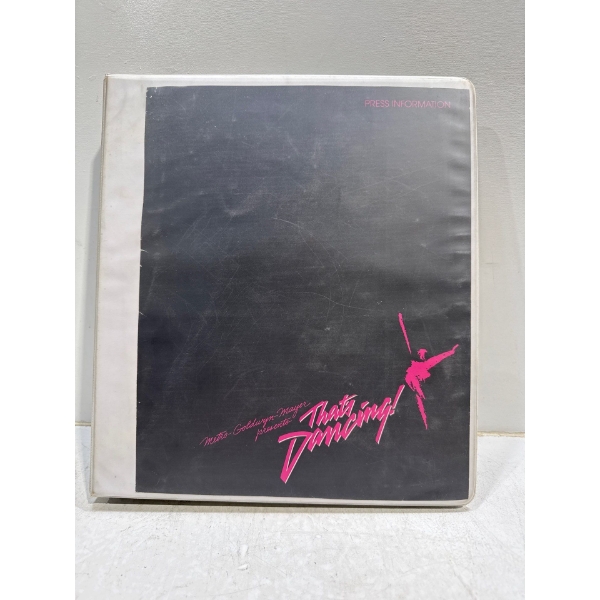 PRESS INFORMATION
Metro-Goldwyn-Mayer
presents
That's
Dancing!